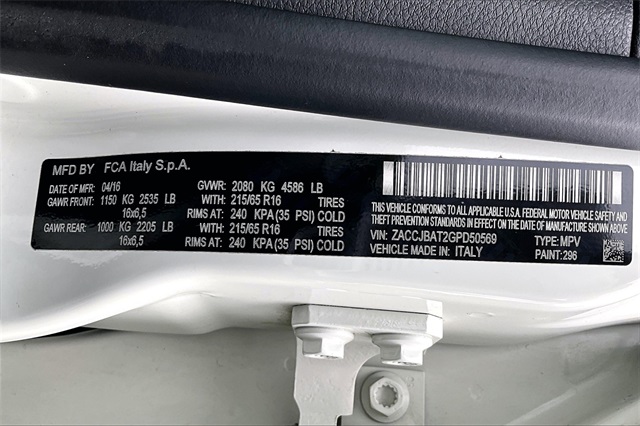 MFD BY FCA Italy S.p.A.
DATE OF MFR: 04/16 GVWR: 2080 KG 4586 LB
GAWR FRONT: 1150 KG 2535 LB WITH: 215/65 R16 TIRES
16x6,5 RIMS AT: 240 KPA(35 PSI) COLD
GAWR REAR: 1000 KG 2205 LB WITH: 215/65 R16 TIRES
16x6,5 RIMS AT: 240 KPA(35 PSI) COLD
THIS VEHICLE CONFORMS TO ALL APPLICABLE U.S.A. FEDERAL MOTOR VEHICLE SAFETY AND
THEFT PREVENTION STANDARDS IN EFFECT ON THE DATE OF MANUFACTURE SHOWN ABOVE.
VIN: ZACCJBAT2GPD50569 TYPE: MPV
VEHICLE MADE IN: ITALY PAINT: 296